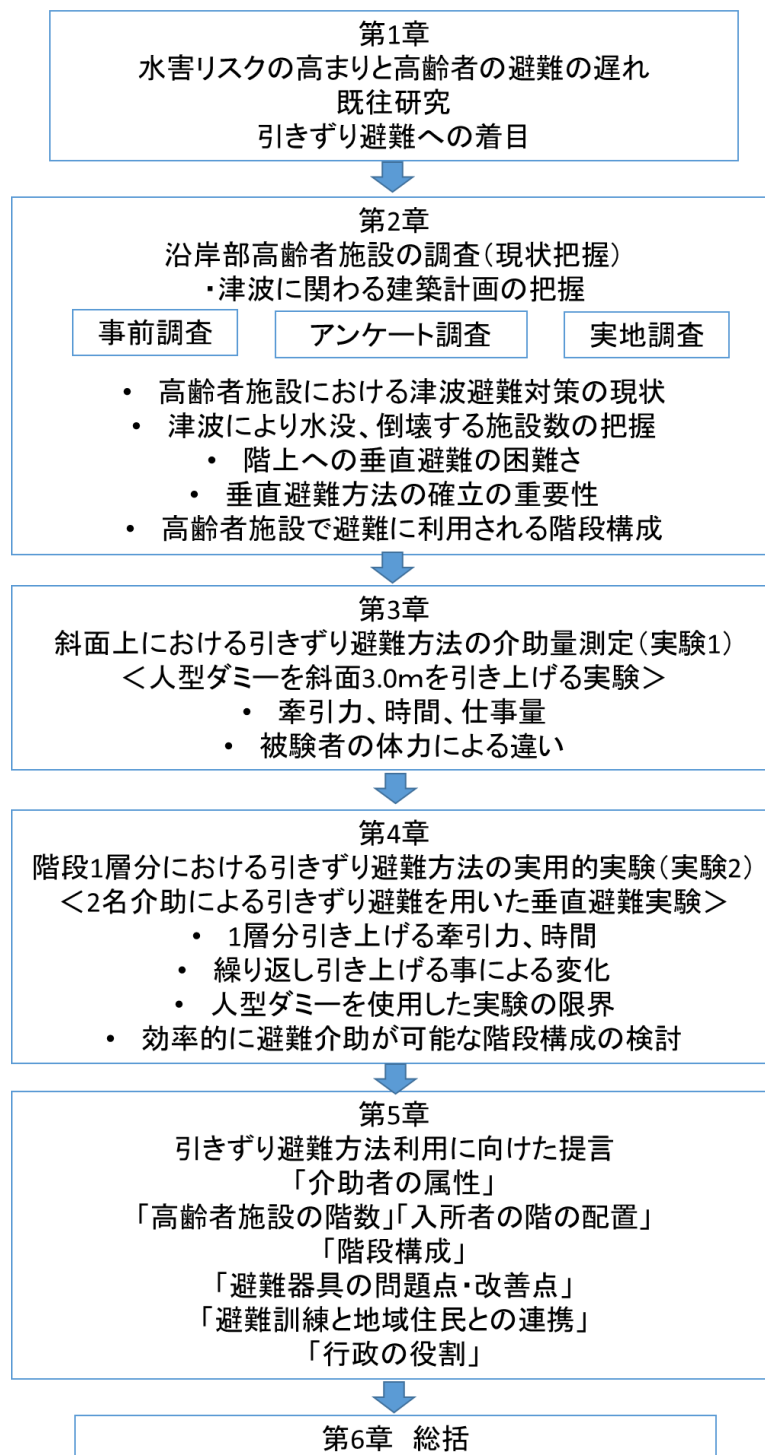 第1章
水害リスクの高まりと高齢者の避難の遅れ
既往研究
引きずり避難への着目
第2章
沿岸部高齢者施設の調査(現状把握)
・津波に関わる建築計画の把握
事前調査
アンケート調査
実地調査
• 高齢者施設における津波避難対策の現状
• 津波により水没、倒壊する施設数の把握
• 階上への垂直避難の困難さ
• 垂直避難方法の確立の重要性
• 高齢者施設で避難に利用される階段構成
第3章
斜面上における引きずり避難方法の介助量測定(実験1)
<人型ダミーを斜面3.0mを引き上げる実験>
• 牽引力、時間、仕事量
• 被験者の体力による違い
第4章
階段1層分における引きずり避難方法の実用的実験(実験2)
<2名介助による引きずり避難を用いた垂直避難実験>
• 1層分引き上げる牽引力、時間
• 繰り返し引き上げる事による変化
• 人型ダミーを使用した実験の限界
• 効率的に避難介助が可能な階段構成の検討
第5章
引きずり避難方法利用に向けた提言
「介助者の属性」
「高齢者施設の階数」「入所者の階の配置」
「階段構成」
「避難器具の問題点・改善点」
「避難訓練と地域住民との連携」
「行政の役割」
第6章 総括